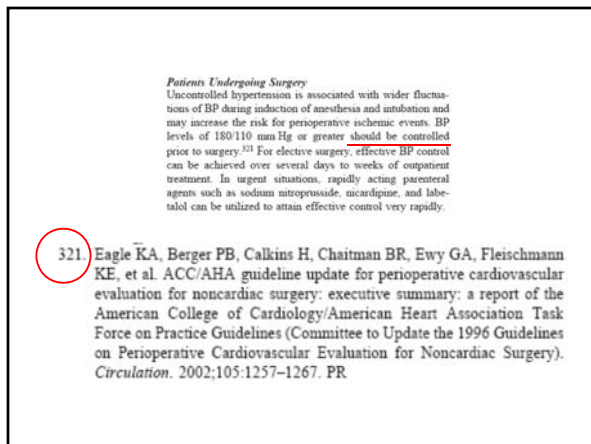 Patients Undergoing Surgery
Uncontrolled hypertension is associated with wider fluctua-
tions of BP during induction of anesthesia and intubation and
may increase the risk for perioperative ischemic events. BP
levels of 180/110 mm Hg or greater should be controlled
prior to surgery.321 For elective surgery, effective BP control
can be achieved over several days to weeks of outpatient
treatment. In urgent situations, rapidly acting parenteral
agents such as sodium nitroprusside, nicardipine, and labe-
talol can be utilized to attain effective control very rapidly.
321. Eagle KA, Berger PB, Calkins H, Chaitman BR, Ewy GA, Fleischmann
KE, et al. ACC/AHA guideline update for perioperative cardiovascular
evaluation for noncardiac surgery: executive summary: a report of the
American College of Cardiology/American Heart Association Task
Force on Practice Guidelines (Committee to Update the 1996 Guidelines
on Perioperative Cardiovascular Evaluation for Noncardiac Surgery).
Circulation. 2002;105:1257–1267. PR